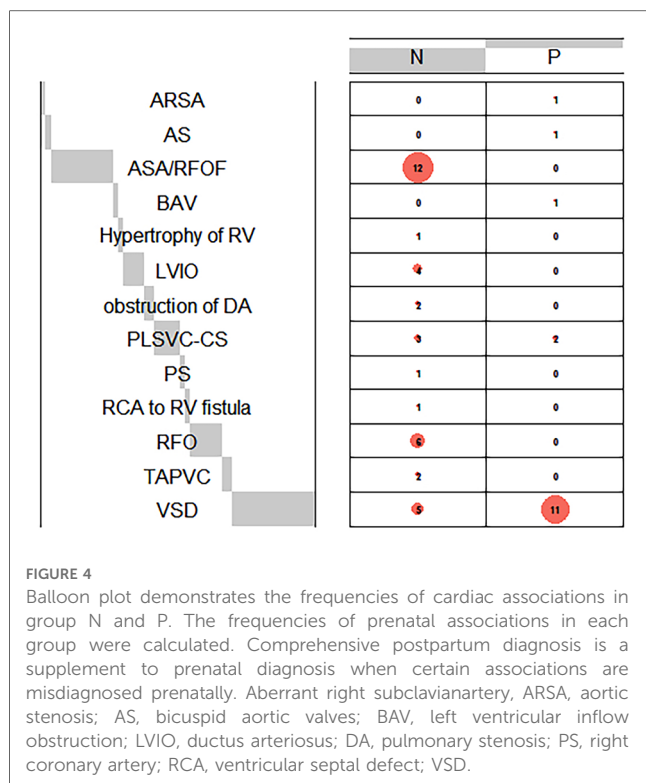 N P
ARSA 0 1
AS 0 1
ASA/RFOF 12 0
BAV 0 1
Hypertrophy of RV 1 0
LVIO 4 0
obstruction of DA 2 0
PLSVC-CS 3 2
PS 1 0
RCA to RV fistula 1 0
RFO 6 0
TAPVC 2 0
VSD 5 11
FIGURE 4
Balloon plot demonstrates the frequencies of cardiac associations in
group N and P. The frequencies of prenatal associations in each
group were calculated. Comprehensive postpartum diagnosis is a
supplement to prenatal diagnosis when certain associations are
misdiagnosed prenatally. Aberrant right subclavianartery, ARSA, aortic
stenosis; AS, bicuspid aortic valves; BAV, left ventricular inflow
obstruction; LVIO, ductus arteriosus; DA, pulmonary stenosis; PS, right
coronary artery; RCA, ventricular septal defect; VSD.